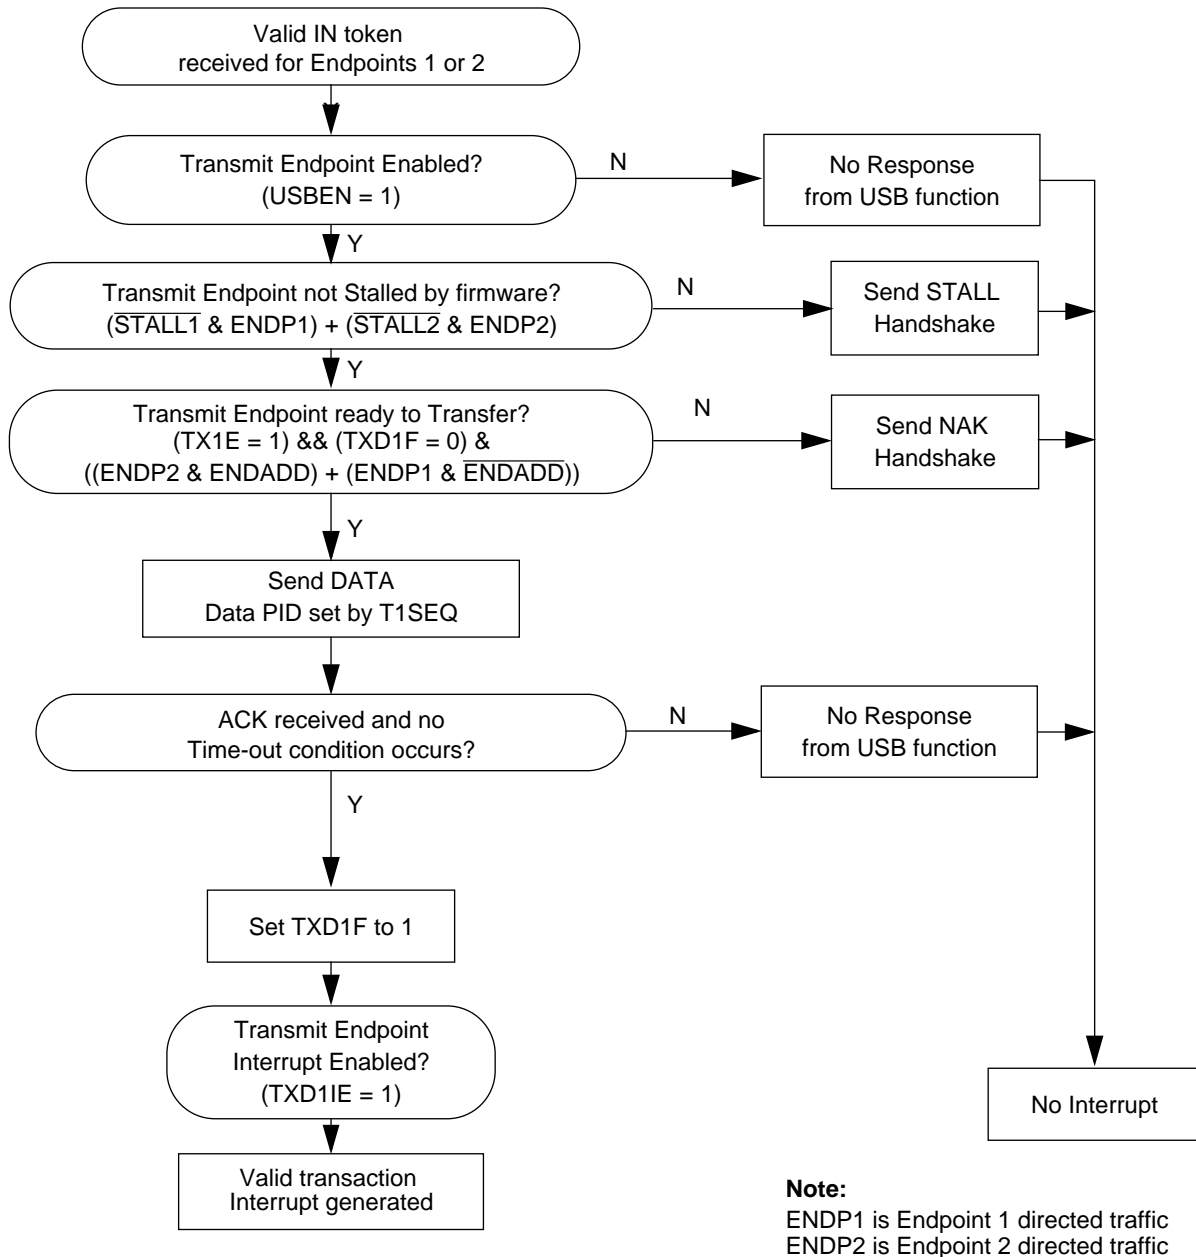 Valid IN token
received for Endpoints 1 or 2
Transmit Endpoint Enabled?
(USBEN = 1)
N
No Response
from USB function
Y
Transmit Endpoint not Stalled by firmware?
(S̅T̅A̅L̅L̅1̅ & ENDP1) + (S̅T̅A̅L̅L̅2̅ & ENDP2)
N
Send STALL
Handshake
Y
Transmit Endpoint ready to Transfer?
(TX1E = 1) && (TXD1F = 0) &
((ENDP2 & ENDADD) + (ENDP1 & E̅N̅D̅A̅D̅D̅))
N
Send NAK
Handshake
Y
Send DATA
Data PID set by T1SEQ
ACK received and no
Time-out condition occurs?
N
No Response
from USB function
Y
Set TXD1F to 1
Transmit Endpoint
Interrupt Enabled?
(TXD1IE = 1)
No Interrupt
Valid transaction
Interrupt generated
Note:
ENDP1 is Endpoint 1 directed traffic
ENDP2 is Endpoint 2 directed traffic